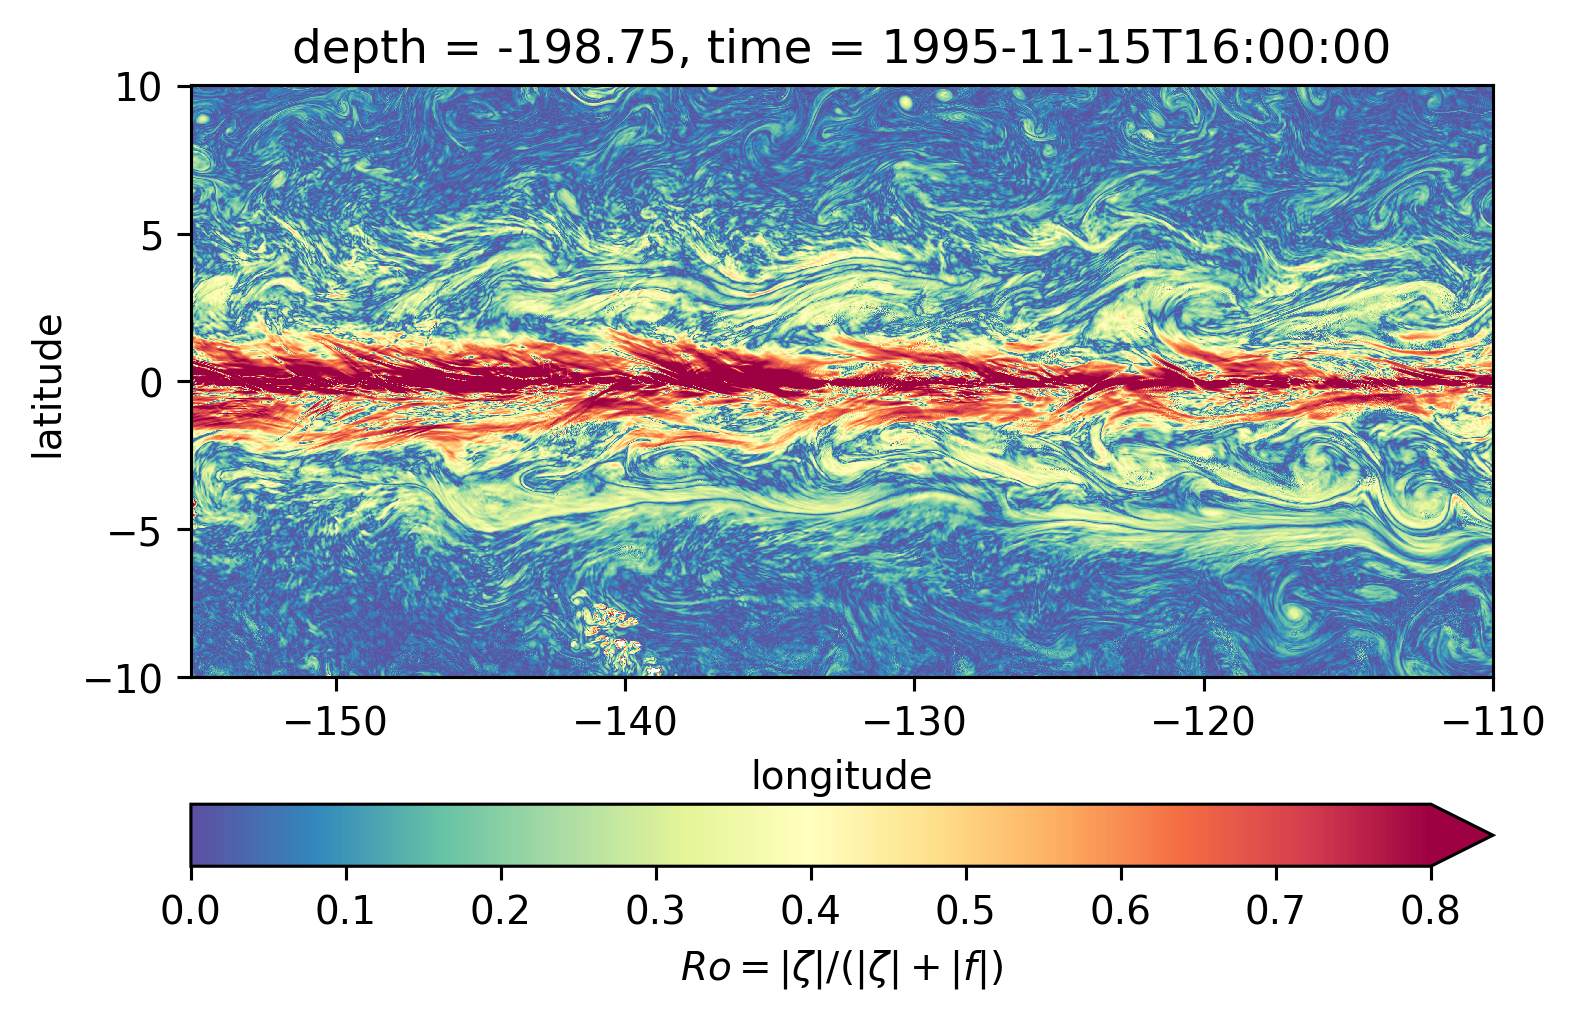 depth = -198.75, time = 1995-11-15T16:00:00
10
5
0
−5
−10
latitude
−150 −140 −130 −120 −110
longitude
0.0 0.1 0.2 0.3 0.4 0.5 0.6 0.7 0.8
Ro = |ζ|/(|ζ| + |f|)